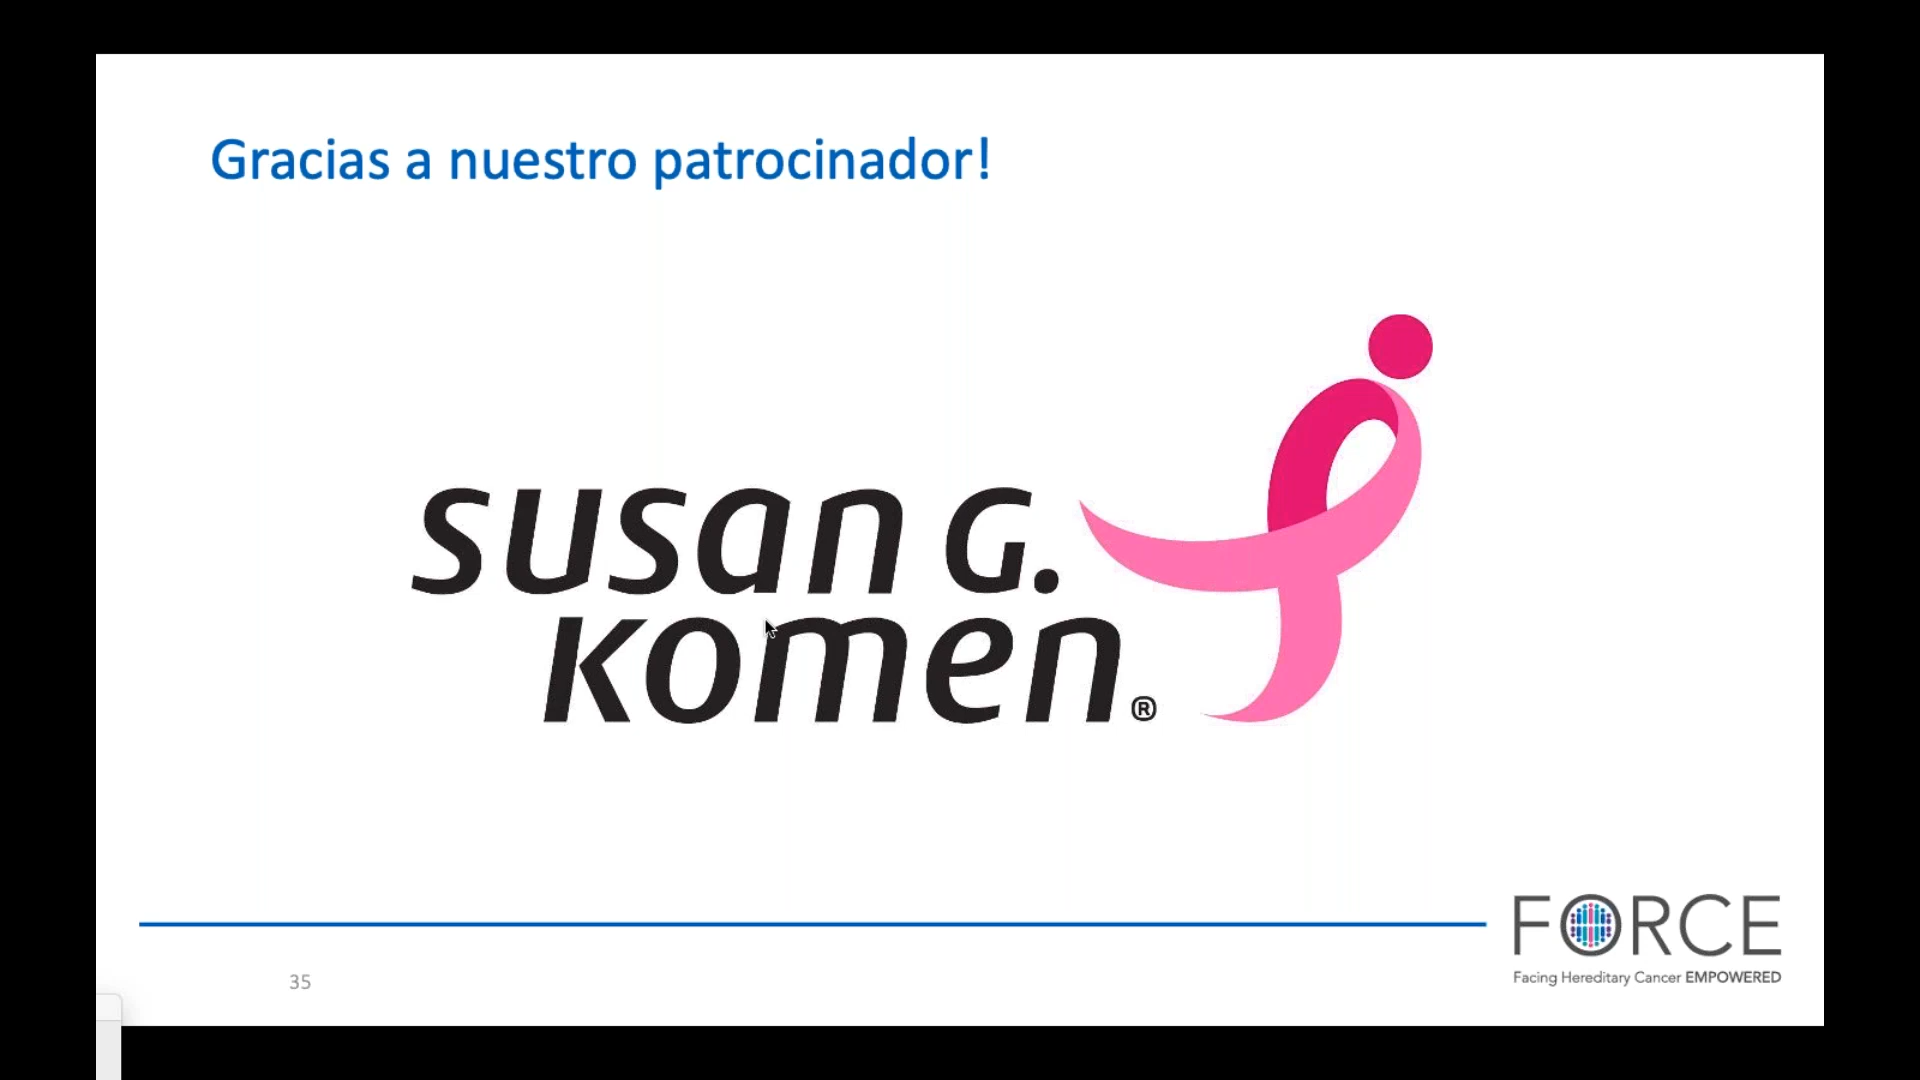 Gracias a nuestro patrocinador!
susan G.
komen®
FORCE
Facing Hereditary Cancer EMPOWERED
35